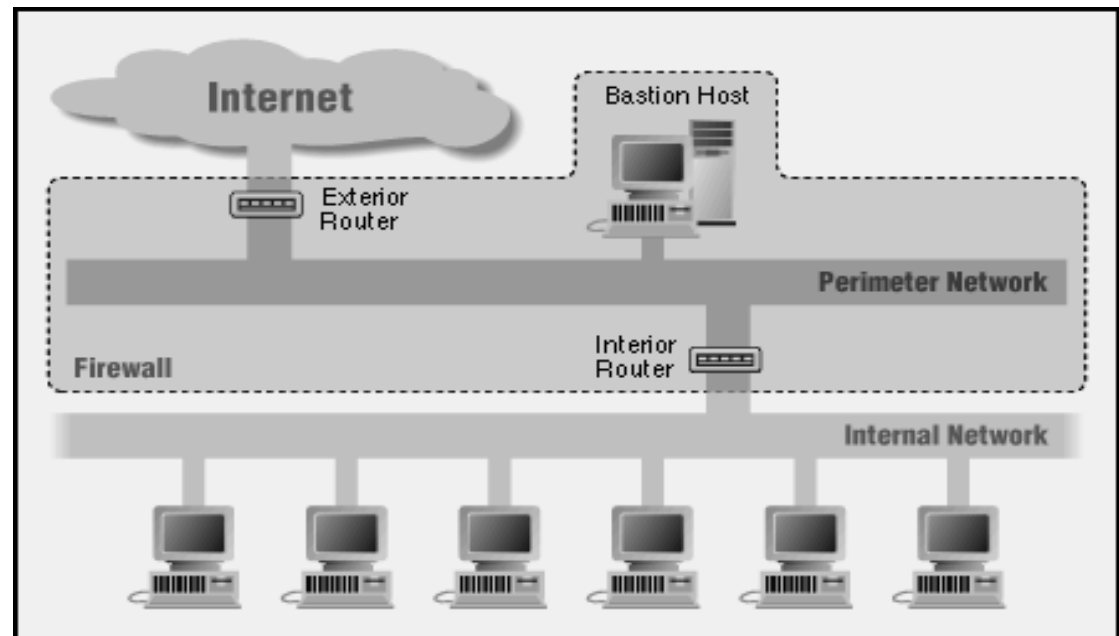 Internet
Bastion Host
Exterior
Router
Perimeter Network
Interior
Router
Firewall
Internal Network